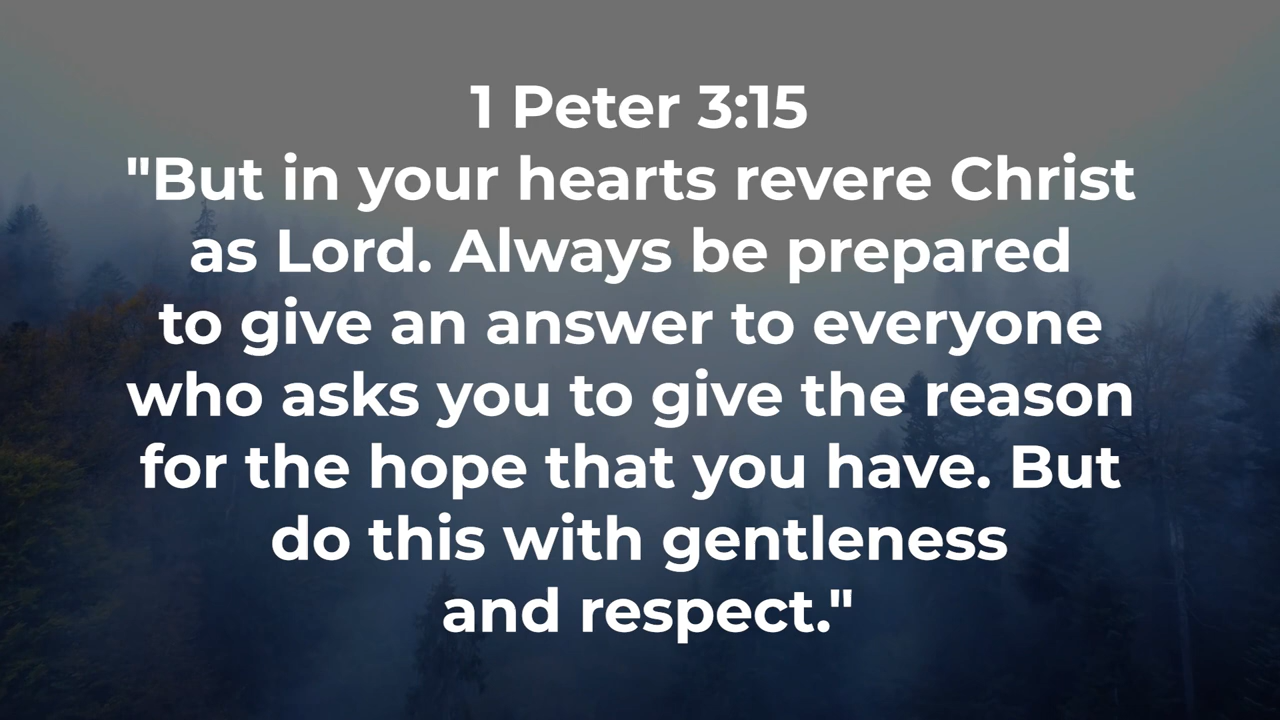 1 Peter 3:15
"But in your hearts revere Christ
as Lord. Always be prepared
to give an answer to everyone
who asks you to give the reason
for the hope that you have. But
do this with gentleness
and respect."